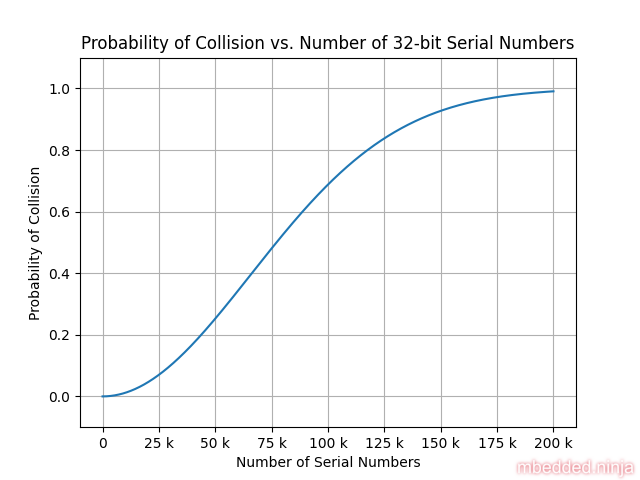 Probability of Collision vs. Number of 32-bit Serial Numbers
Probability of Collision
1.0
0.8
0.6
0.4
0.2
0.0
0 25 k 50 k 75 k 100 k 125 k 150 k 175 k 200 k
Number of Serial Numbers
mbedded.ninja